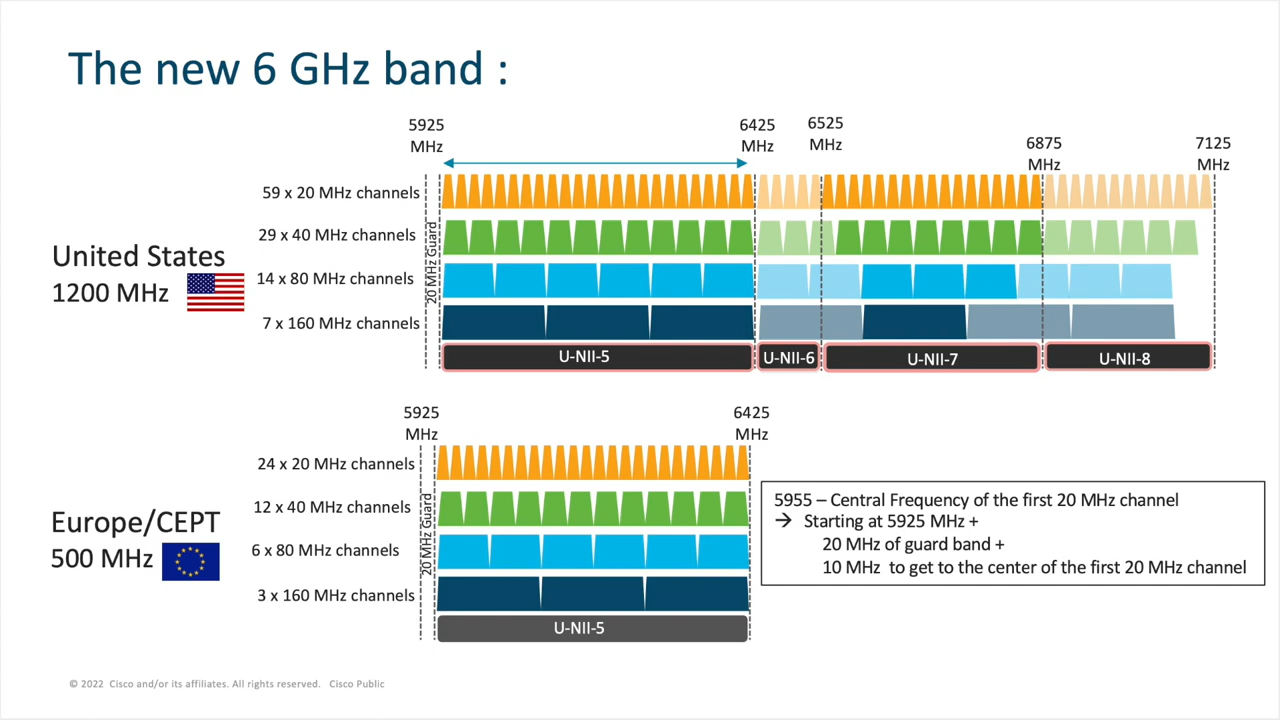 The new 6 GHz band :
5925
MHz
6425
MHz
6525
MHz
6875
MHz
7125
MHz
United States
1200 MHz
59 x 20 MHz channels
29 x 40 MHz channels
14 x 80 MHz channels
7 x 160 MHz channels
20 MHz Guard
U-NII-5
U-NII-6
U-NII-7
U-NII-8
5925
MHz
6425
MHz
Europe/CEPT
500 MHz
24 x 20 MHz channels
12 x 40 MHz channels
6 x 80 MHz channels
3 x 160 MHz channels
20 MHz Guard
U-NII-5
5955 – Central Frequency of the first 20 MHz channel
→ Starting at 5925 MHz +
20 MHz of guard band +
10 MHz to get to the center of the first 20 MHz channel
© 2022 Cisco and/or its affiliates. All rights reserved. Cisco Public